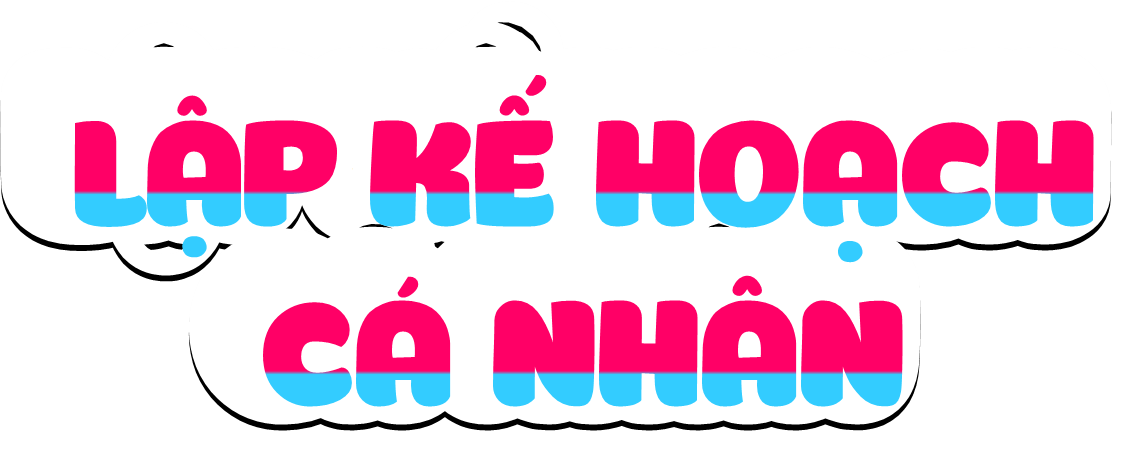 LẬP KẾ HOẠCH
CÁ NHÂN